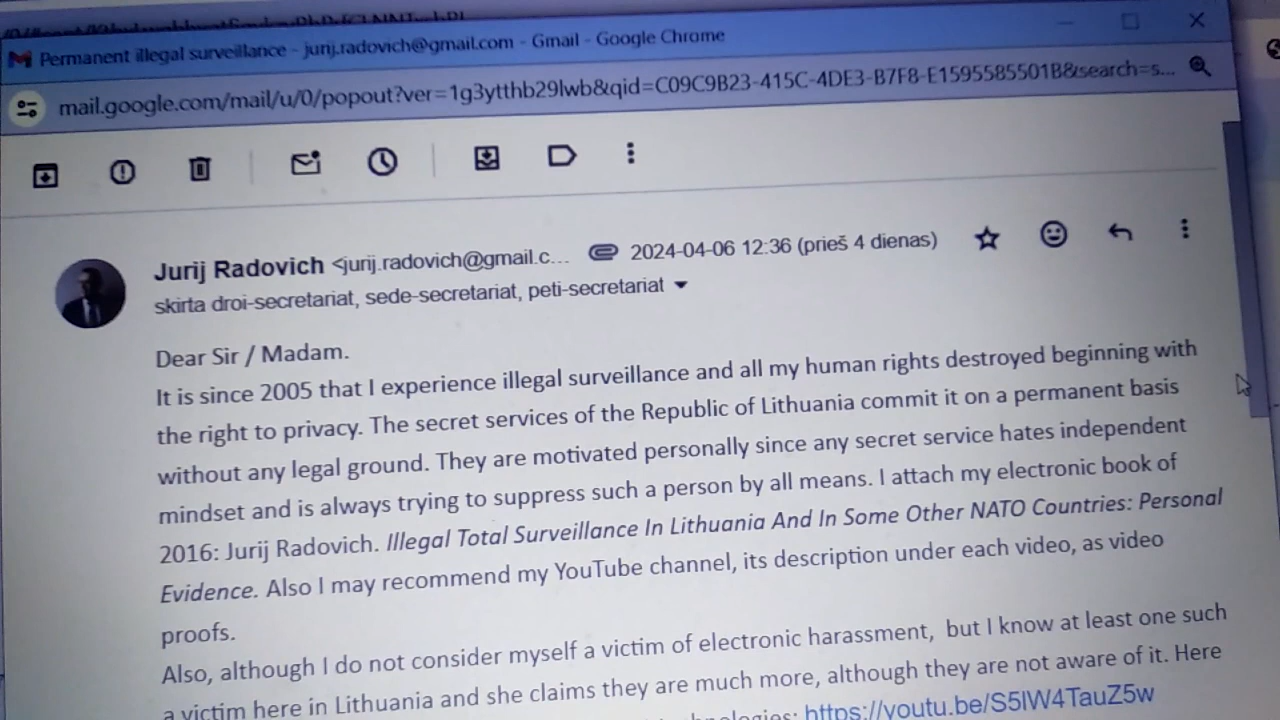 Permanent illegal surveillance - jurij.radovich@gmail.com - Gmail - Google Chrome
mail.google.com/mail/u/0/popout?ver=1g3ytthb29lwb&qid=C09C9B23-415C-4DE3-B7F8-E1595585501B&search=s...
Jurij Radovich <jurij.radovich@gmail.c... 2024-04-06 12:36 (prieš 4 dienas)
skirta droi-secretariat, sede-secretariat, peti-secretariat
Dear Sir / Madam.
It is since 2005 that I experience illegal surveillance and all my human rights destroyed beginning with
the right to privacy. The secret services of the Republic of Lithuania commit it on a permanent basis
without any legal ground. They are motivated personally since any secret service hates independent
mindset and is always trying to suppress such a person by all means. I attach my electronic book of
2016: Jurij Radovich. Illegal Total Surveillance In Lithuania And In Some Other NATO Countries: Personal
Evidence. Also I may recommend my YouTube channel, its description under each video, as video
proofs.
Also, although I do not consider myself a victim of electronic harassment, but I know at least one such
a victim here in Lithuania and she claims they are much more, although they are not aware of it. Here
https://youtu.be/S5lW4TauZ5w